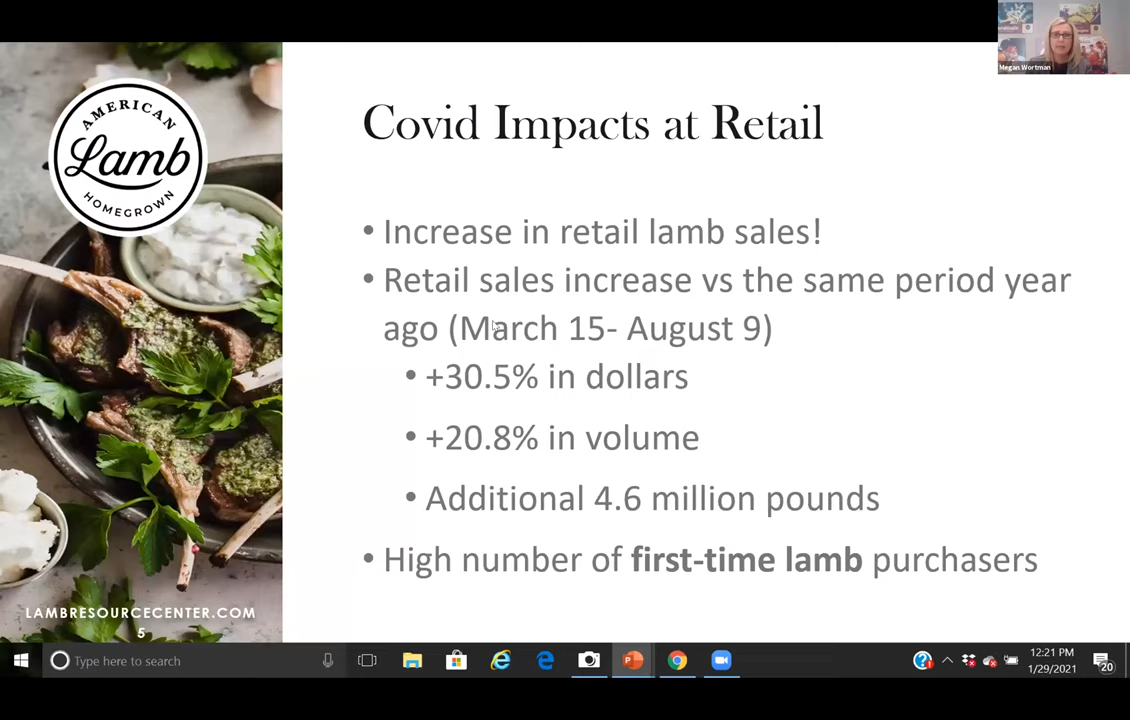 Megan Wortman
AMERICAN
Lamb
HOMEGROWN
Covid Impacts at Retail
• Increase in retail lamb sales!
• Retail sales increase vs the same period year
ago (March 15- August 9)
• +30.5% in dollars
• +20.8% in volume
• Additional 4.6 million pounds
• High number of first-time lamb purchasers
LAMBRESOURCECENTER.COM
5
Type here to search
12:21 PM
1/29/2021
20